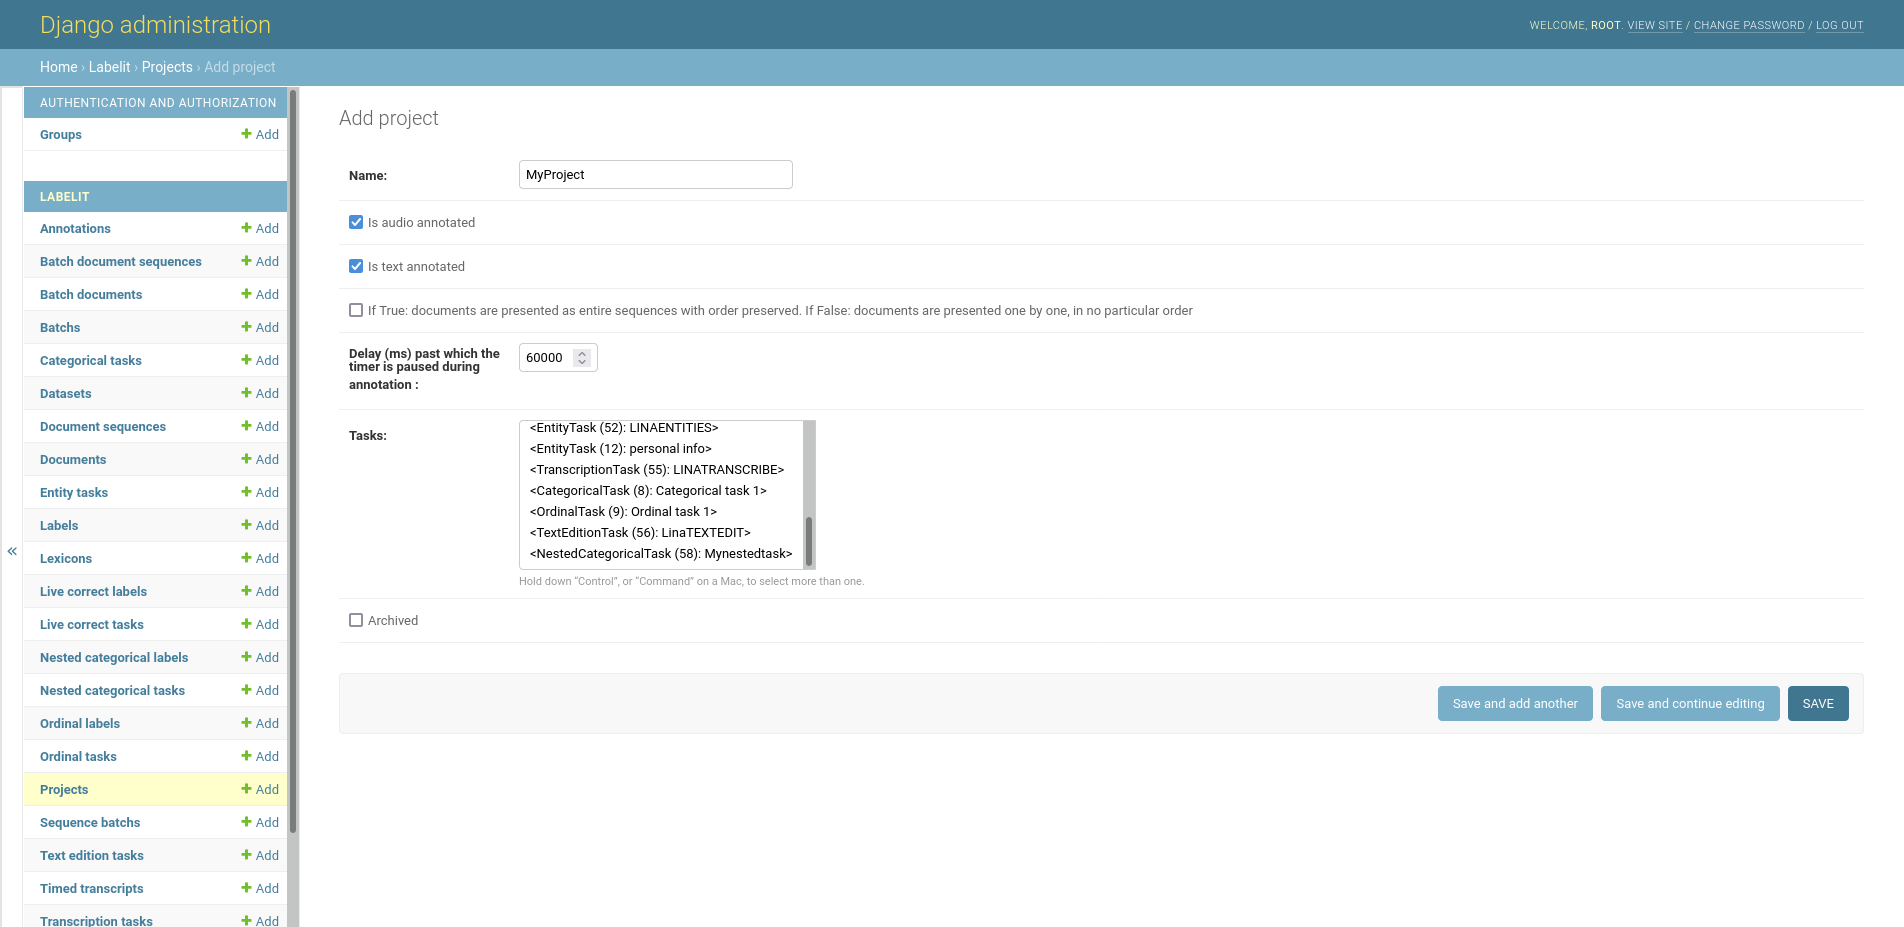 Django administration
WELCOME, ROOT. VIEW SITE / CHANGE PASSWORD / LOG OUT
Home › Labelit › Projects › Add project
AUTHENTICATION AND AUTHORIZATION
Groups + Add
LABELIT
Annotations + Add
Batch document sequences + Add
Batch documents + Add
Batchs + Add
Categorical tasks + Add
Datasets + Add
Document sequences + Add
Documents + Add
Entity tasks + Add
Labels + Add
Lexicons + Add
Live correct labels + Add
Live correct tasks + Add
Nested categorical labels + Add
Nested categorical tasks + Add
Ordinal labels + Add
Ordinal tasks + Add
Projects + Add
Sequence batchs + Add
Text edition tasks + Add
Timed transcripts + Add
Transcription tasks + Add
«
Add project
Name: MyProject
Is audio annotated
Is text annotated
If True: documents are presented as entire sequences with order preserved. If False: documents are presented one by one, in no particular order
Delay (ms) past which the
timer is paused during
annotation :
60000
Tasks:
<EntityTask (52): LINAENTITIES>
<EntityTask (12): personal info>
<TranscriptionTask (55): LINATRANSCRIBE>
<CategoricalTask (8): Categorical task 1>
<OrdinalTask (9): Ordinal task 1>
<TextEditionTask (56): LinaTEXTEDIT>
<NestedCategoricalTask (58): Mynestedtask>
Hold down “Control”, or “Command” on a Mac, to select more than one.
Archived
Save and add another
Save and continue editing
SAVE